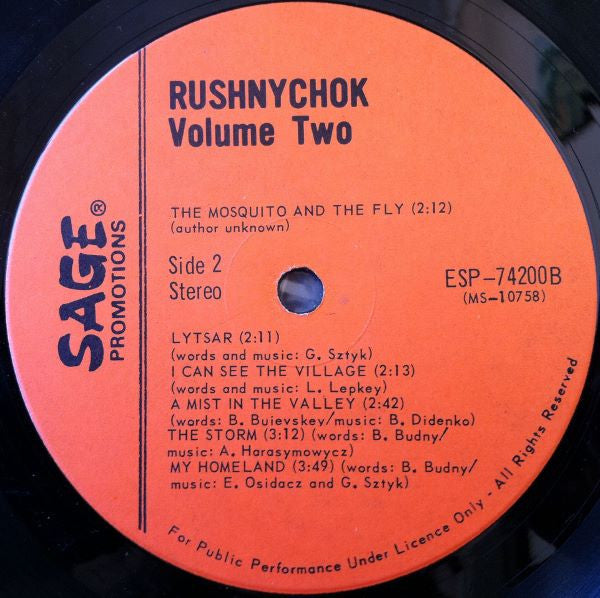 SAGE®
PROMOTIONS
RUSHNYCHOK
Volume Two
THE MOSQUITO AND THE FLY (2:12)
(author unknown)
Side 2
Stereo
ESP-74200B
(MS-10758)
LYTSAR (2:11)
(words and music: G. Sztyk)
I CAN SEE THE VILLAGE (2:13)
(words and music: L. Lepkey)
A MIST IN THE VALLEY (2:42)
(words: B. Buievskey/music: B. Didenko)
THE STORM (3:12) (words: B. Budny/
music: A. Harasymowycz)
MY HOMELAND (3:49) (words: B. Budny/
music: E. Osidacz and G. Sztyk)
For Public Performance Under Licence Only - All Rights Reserved